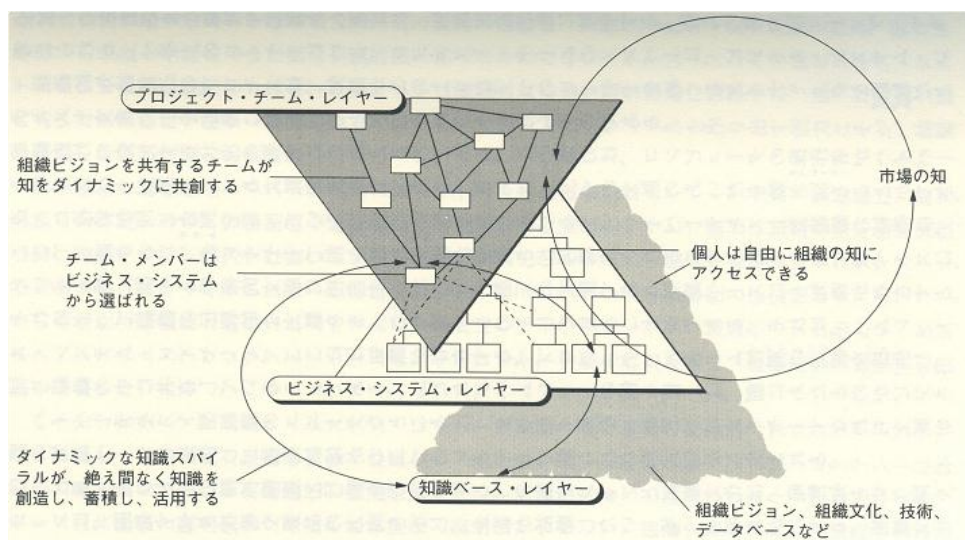 プロジェクト・チーム・レイヤー
組織ビジョンを共有するチームが
知をダイナミックに共創する
市場の知
チーム・メンバーは
ビジネス・システム
から選ばれる
個人は自由に組織の知に
アクセスできる
ビジネス・システム・レイヤー
ダイナミックな知識スパイ
ラルが、絶え間なく知識を
創造し、蓄積し、活用する
知識ベース・レイヤー
組織ビジョン、組織文化、技術、
データベースなど